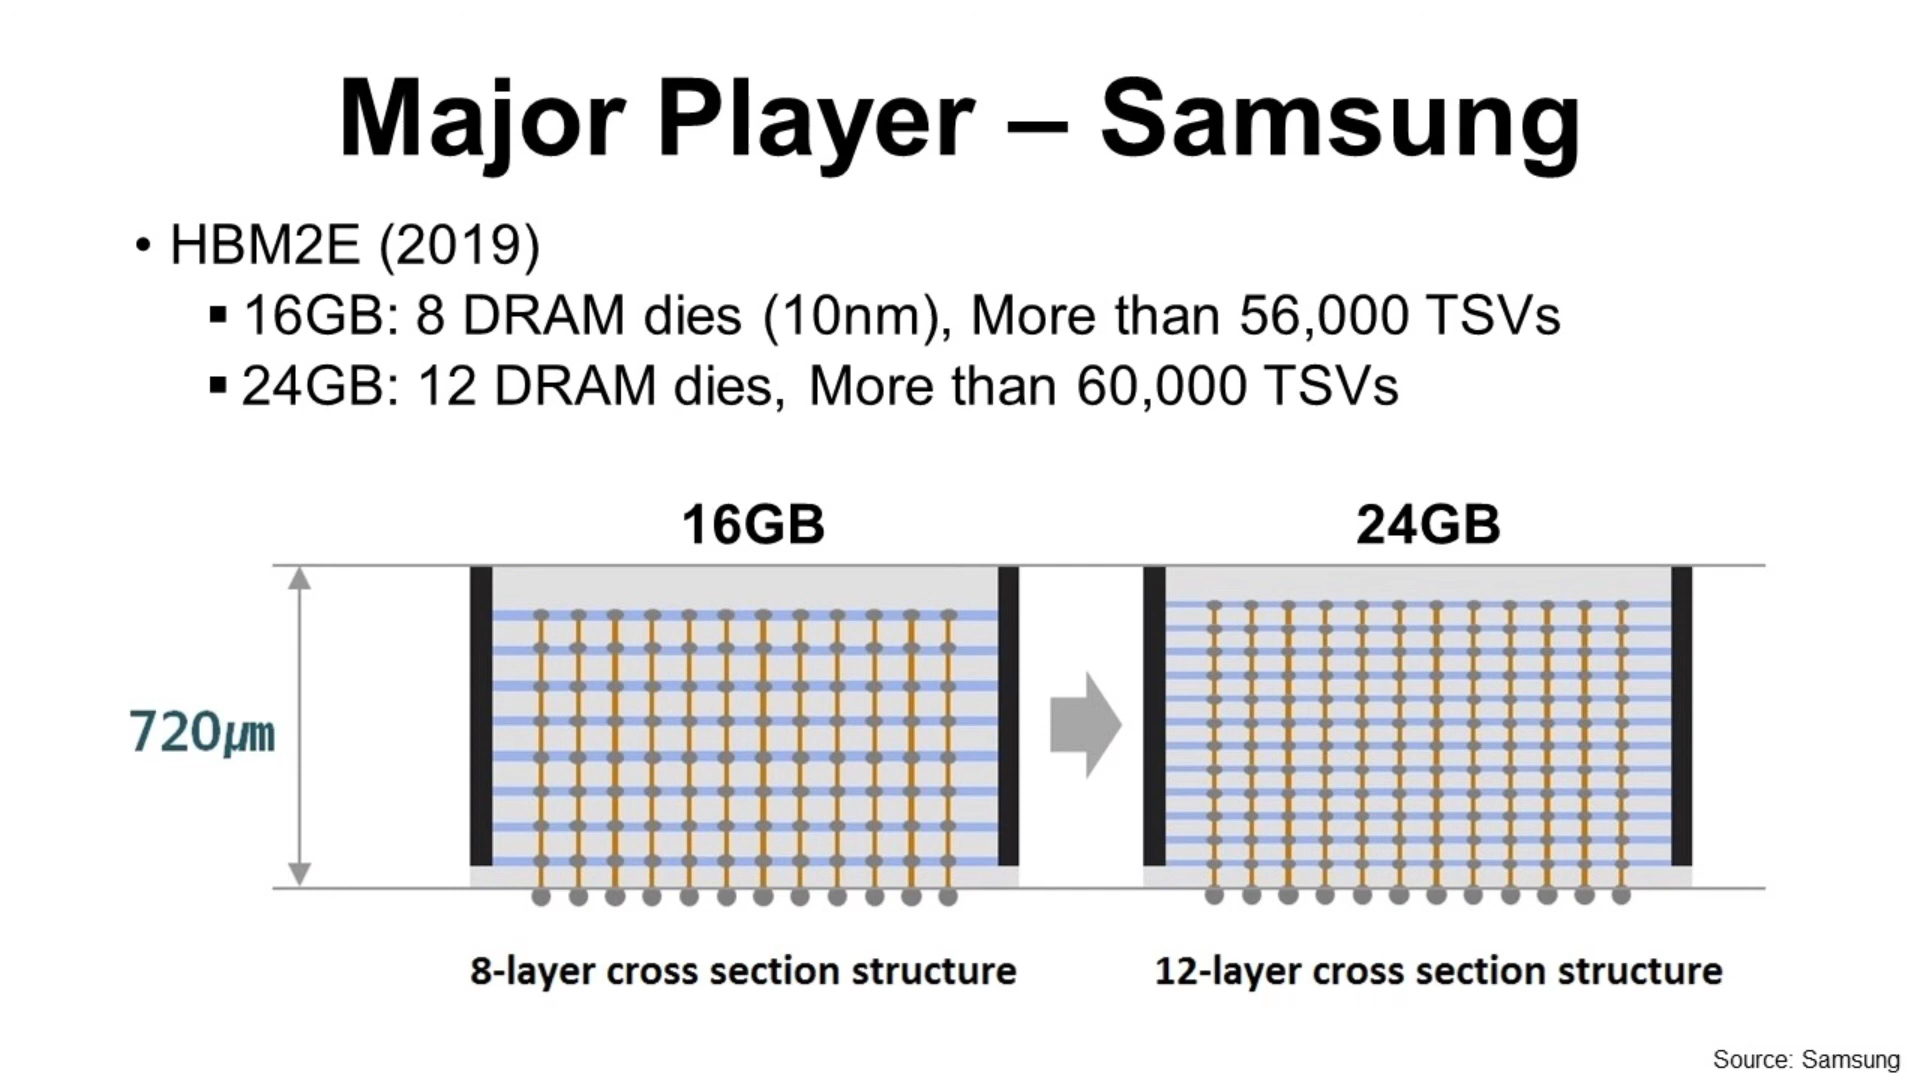 Major Player – Samsung
• HBM2E (2019)
▪ 16GB: 8 DRAM dies (10nm), More than 56,000 TSVs
▪ 24GB: 12 DRAM dies, More than 60,000 TSVs
16GB
24GB
720μm
8-layer cross section structure
12-layer cross section structure
Source: Samsung